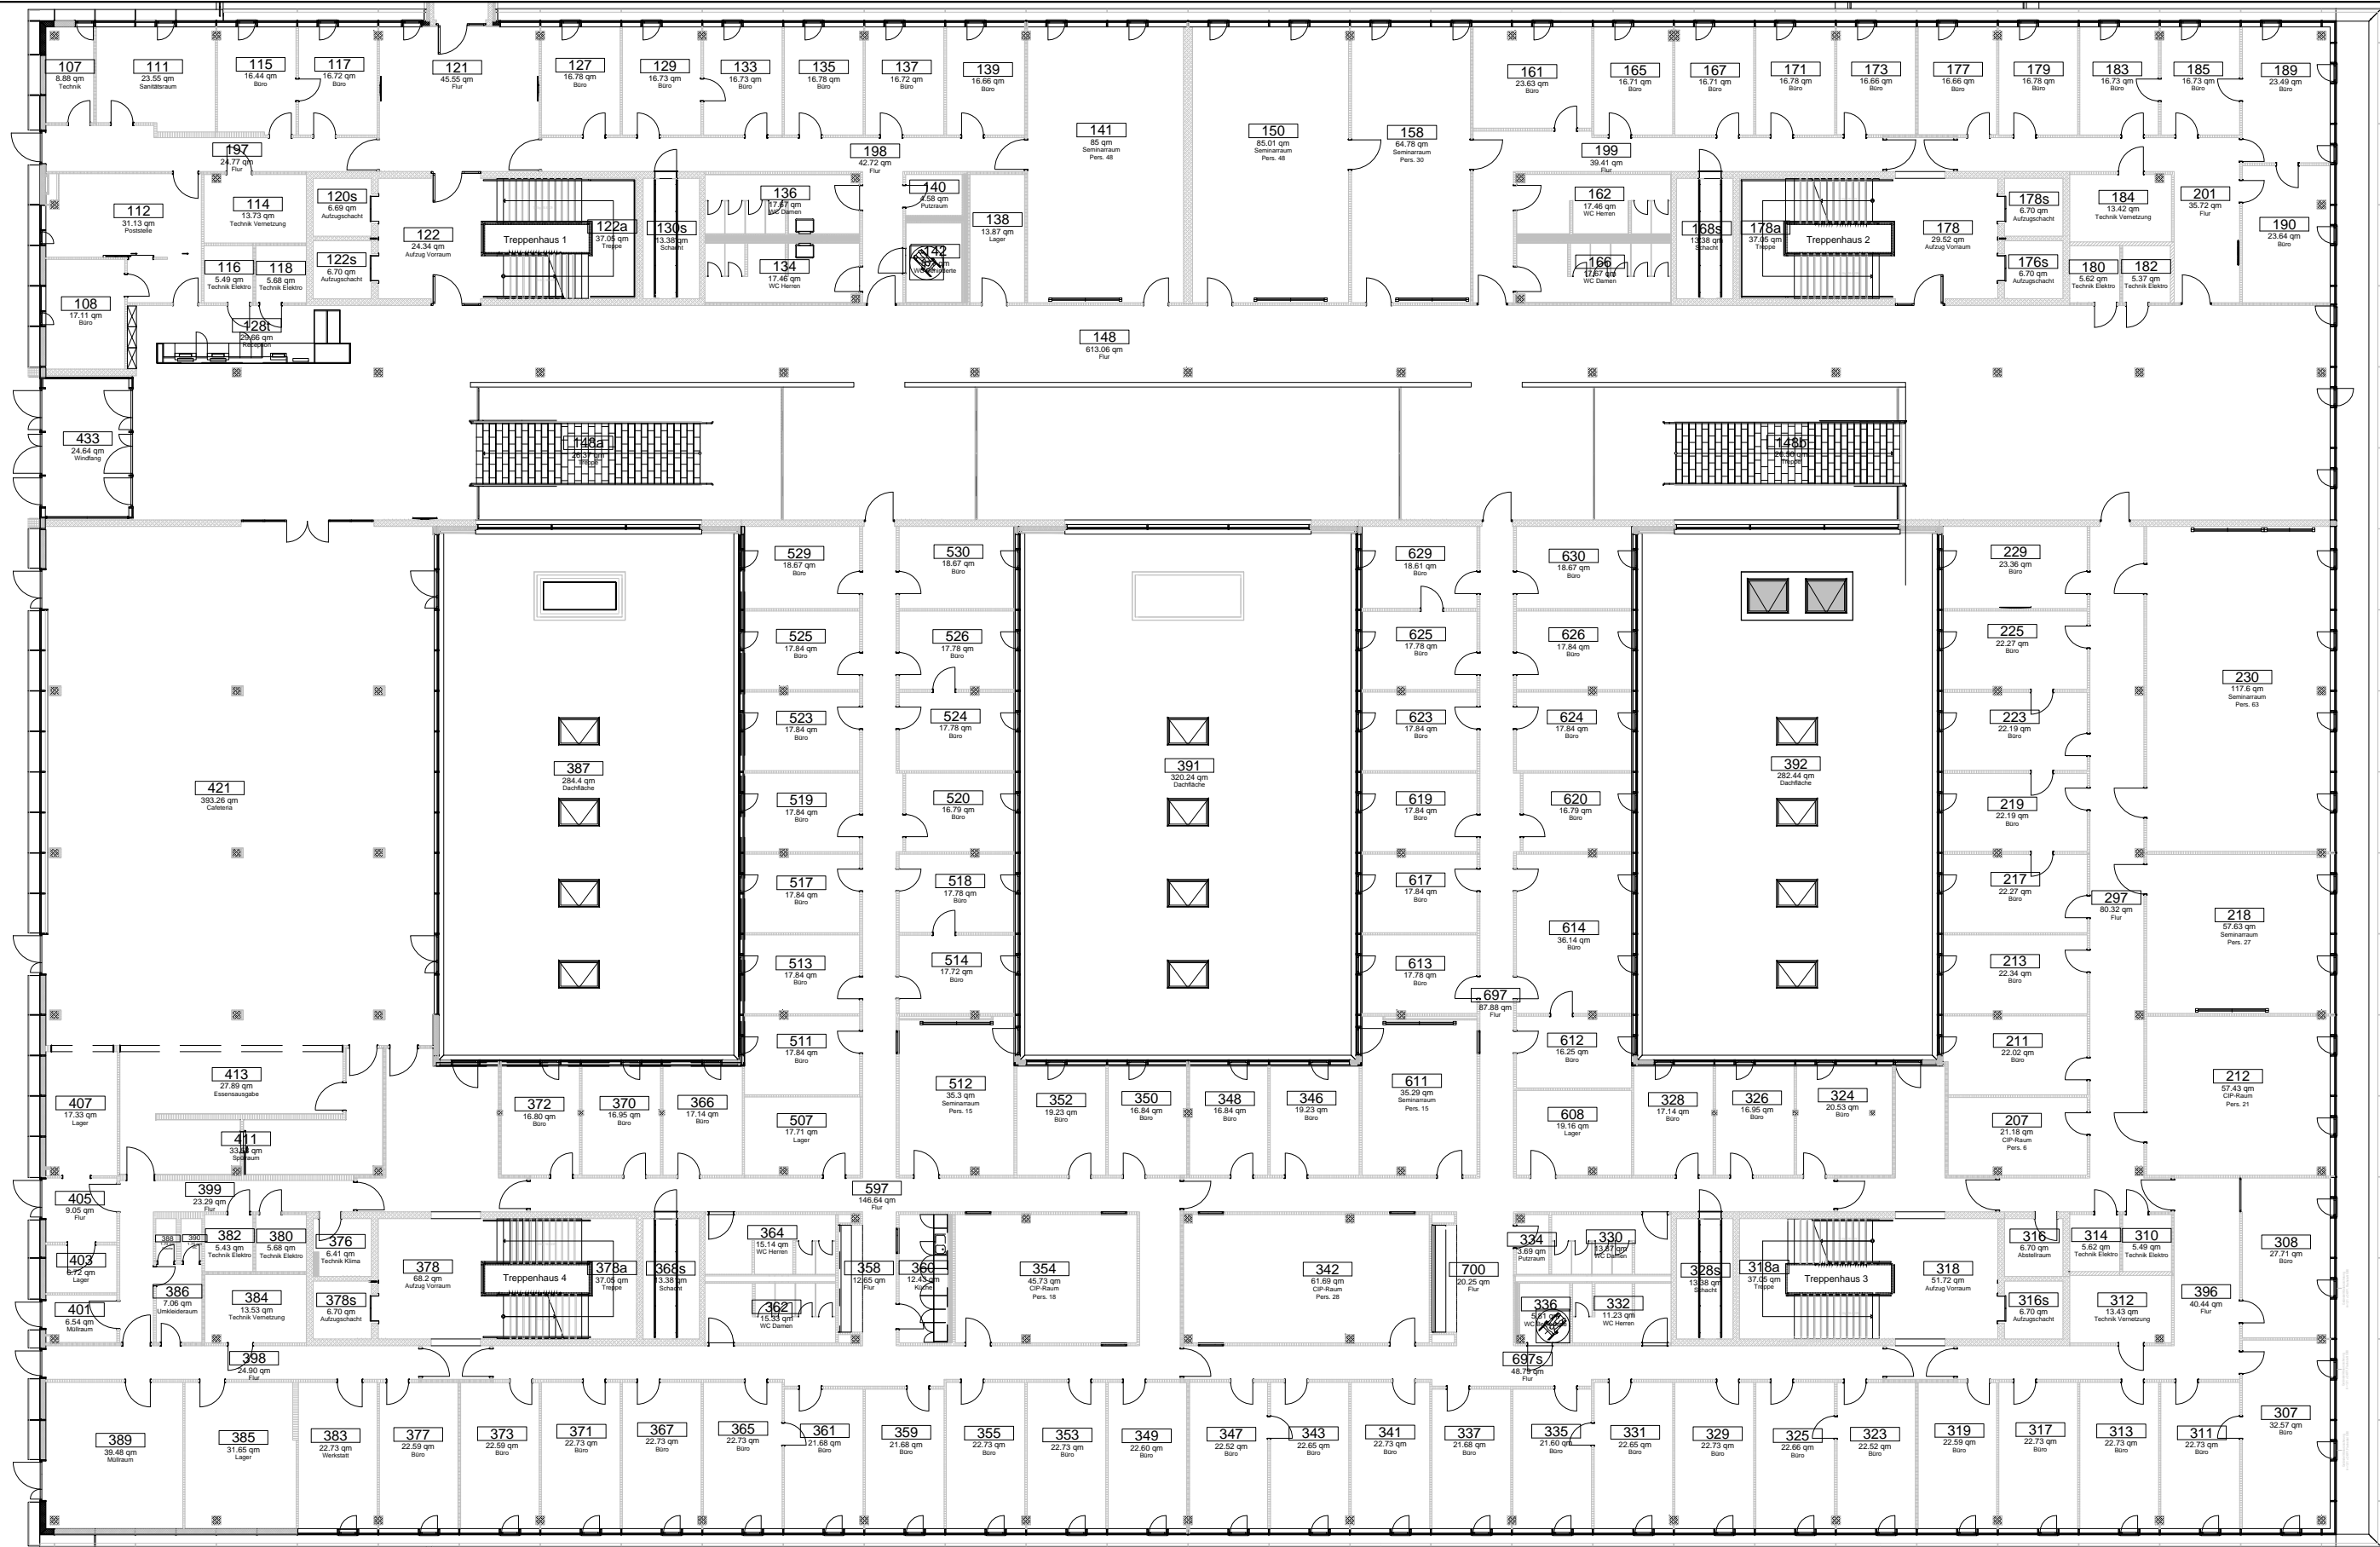 107
8.88 qm
Technik
111
23.55 qm
Sanitätsraum
115
16.44 qm
Büro
117
16.72 qm
Büro
121
45.55 qm
Flur
127
16.78 qm
Büro
129
16.73 qm
Büro
133
16.73 qm
Büro
135
16.78 qm
Büro
137
16.72 qm
Büro
139
16.66 qm
Büro
141
85 qm
Seminarraum
Pers. 48
150
85.01 qm
Seminarraum
Pers. 48
158
64.78 qm
Seminarraum
Pers. 30
161
23.63 qm
Büro
165
16.71 qm
Büro
167
16.71 qm
Büro
171
16.78 qm
Büro
173
16.66 qm
Büro
177
16.66 qm
Büro
179
16.78 qm
Büro
183
16.73 qm
Büro
185
16.73 qm
Büro
189
23.49 qm
Büro
197
24.77 qm
Flur
198
42.72 qm
Flur
199
39.41 qm
Flur
112
31.13 qm
Poststelle
114
13.73 qm
Technik Vernetzung
120s
6.69 qm
Aufzugschacht
122
24.34 qm
Aufzug Vorraum
Treppenhaus 1
122a
37.05 qm
Treppe
130s
13.38 qm
Schacht
136
17.67 qm
WC Damen
140
4.58 qm
Putzraum
138
13.87 qm
Lager
162
17.46 qm
WC Herren
168s
13.38 qm
Schacht
178a
37.05 qm
Treppe
Treppenhaus 2
178
29.52 qm
Aufzug Vorraum
178s
6.70 qm
Aufzugschacht
184
13.42 qm
Technik Vernetzung
201
35.72 qm
Flur
190
23.64 qm
Büro
116
5.49 qm
Technik Elektro
118
5.68 qm
Technik Elektro
122s
6.70 qm
Aufzugschacht
134
17.46 qm
WC Herren
142
166
17.67 qm
WC Damen
176s
6.70 qm
Aufzugschacht
180
5.62 qm
Technik Elektro
182
5.37 qm
Technik Elektro
108
17.11 qm
Büro
128t
29.66 qm
Rezeption
148
613.06 qm
Flur
433
24.64 qm
Windfang
148a
Treppe
148b
Treppe
529
18.67 qm
Büro
530
18.67 qm
Büro
629
18.61 qm
Büro
630
18.67 qm
Büro
229
23.36 qm
Büro
525
17.84 qm
Büro
526
17.78 qm
Büro
625
17.78 qm
Büro
626
17.84 qm
Büro
225
22.27 qm
Büro
230
117.6 qm
Seminarraum
Pers. 63
523
17.84 qm
Büro
524
17.78 qm
Büro
623
17.84 qm
Büro
624
17.84 qm
Büro
223
22.19 qm
Büro
421
393.26 qm
Cafeteria
387
284.4 qm
Dachfläche
391
320.24 qm
Dachfläche
392
282.44 qm
Dachfläche
519
17.84 qm
Büro
520
16.79 qm
Büro
619
17.84 qm
Büro
620
16.79 qm
Büro
219
22.19 qm
Büro
517
17.84 qm
Büro
518
17.78 qm
Büro
617
17.84 qm
Büro
614
36.14 qm
Büro
217
22.27 qm
Büro
297
80.32 qm
Flur
218
57.63 qm
Seminarraum
Pers. 27
513
17.84 qm
Büro
514
17.72 qm
Büro
613
17.78 qm
Büro
697
87.88 qm
Flur
213
22.34 qm
Büro
511
17.84 qm
Büro
612
16.25 qm
Büro
211
22.02 qm
Büro
413
27.89 qm
Essensausgabe
407
17.33 qm
Lager
411
Spülraum
372
16.80 qm
Büro
370
16.95 qm
Büro
366
17.14 qm
Büro
507
17.71 qm
Lager
512
35.3 qm
Seminarraum
Pers. 15
352
19.23 qm
Büro
350
16.84 qm
Büro
348
16.84 qm
Büro
346
19.23 qm
Büro
611
35.29 qm
Seminarraum
Pers. 15
608
19.16 qm
Lager
328
17.14 qm
Büro
326
16.95 qm
Büro
324
20.53 qm
Büro
207
21.18 qm
CIP-Raum
Pers. 6
212
57.43 qm
CIP-Raum
Pers. 21
405
9.05 qm
Flur
399
23.29 qm
Flur
597
146.64 qm
Flur
403
8.72 qm
Lager
388
390
382
5.43 qm
Technik Elektro
380
5.68 qm
Technik Elektro
376
6.41 qm
Technik Klima
378
68.2 qm
Aufzug Vorraum
Treppenhaus 4
378a
37.05 qm
Treppe
368s
13.38 qm
Schacht
364
15.14 qm
WC Herren
358
12.65 qm
Flur
360
12.43 qm
Küche
354
45.73 qm
CIP-Raum
Pers. 18
342
61.69 qm
CIP-Raum
Pers. 28
700
20.25 qm
Flur
334
3.69 qm
Putzraum
330
13.87 qm
WC Damen
328s
13.38 qm
Schacht
318a
37.05 qm
Treppe
Treppenhaus 3
318
51.72 qm
Aufzug Vorraum
316
6.70 qm
Abstellraum
314
5.62 qm
Technik Elektro
310
5.49 qm
Technik Elektro
308
27.71 qm
Büro
401
6.54 qm
Müllraum
386
7.06 qm
Umkleideraum
384
13.53 qm
Technik Vernetzung
378s
6.70 qm
Aufzugschacht
362
15.33 qm
WC Damen
336
332
11.23 qm
WC Herren
316s
6.70 qm
Aufzugschacht
312
13.43 qm
Technik Vernetzung
396
40.44 qm
Flur
398
24.90 qm
Flur
697s
48.79 qm
Flur
389
39.48 qm
Müllraum
385
31.65 qm
Lager
383
22.73 qm
Werkstatt
377
22.59 qm
Büro
373
22.59 qm
Büro
371
22.73 qm
Büro
367
22.73 qm
Büro
365
22.73 qm
Büro
361
21.68 qm
Büro
359
21.68 qm
Büro
355
22.73 qm
Büro
353
22.73 qm
Büro
349
22.60 qm
Büro
347
22.52 qm
Büro
343
22.65 qm
Büro
341
22.73 qm
Büro
337
21.68 qm
Büro
335
21.60 qm
Büro
331
22.65 qm
Büro
329
22.73 qm
Büro
325
22.66 qm
Büro
323
22.52 qm
Büro
319
22.59 qm
Büro
317
22.73 qm
Büro
313
22.73 qm
Büro
311
22.73 qm
Büro
307
32.57 qm
Büro